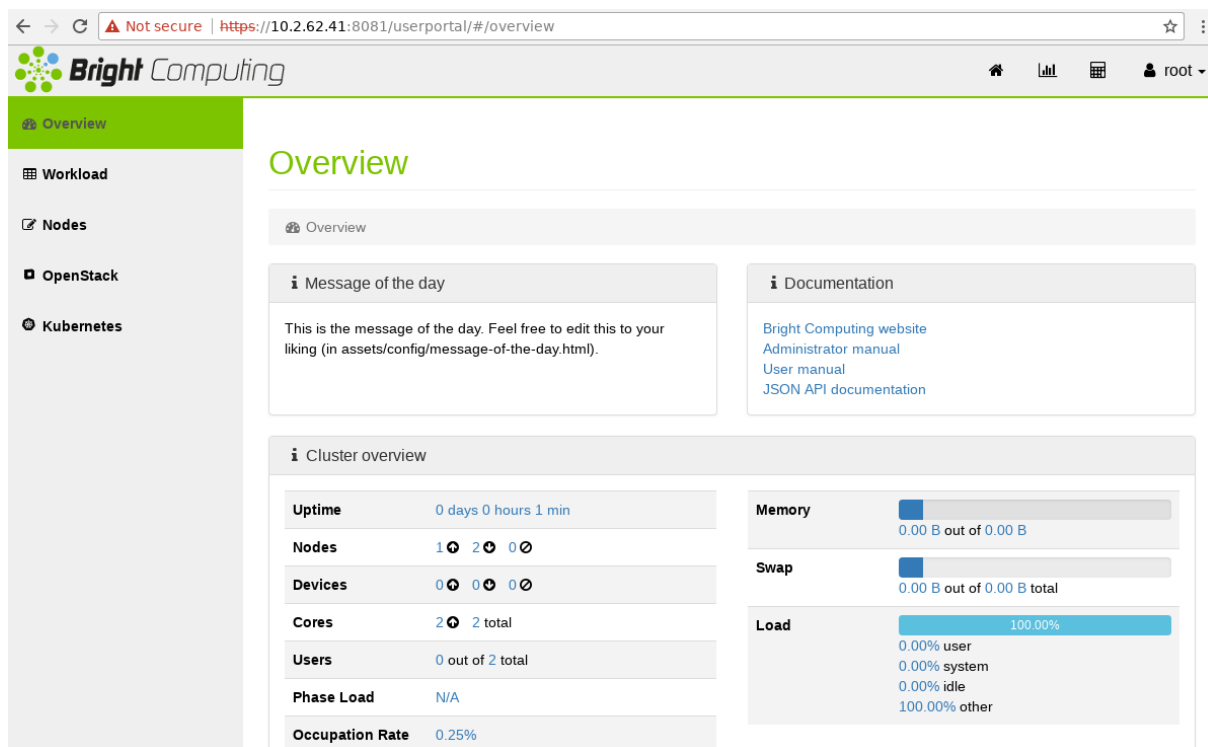 Not secure | https://10.2.62.41:8081/userportal/#/overview
Bright Computing
root
Overview
Workload
Nodes
OpenStack
Kubernetes
Overview
Overview
Message of the day
This is the message of the day. Feel free to edit this to your
liking (in assets/config/message-of-the-day.html).
Documentation
Bright Computing website
Administrator manual
User manual
JSON API documentation
Cluster overview
Uptime 0 days 0 hours 1 min
Nodes 1 2 0
Devices 0 0 0
Cores 2 2 total
Users 0 out of 2 total
Phase Load N/A
Occupation Rate 0.25%
Memory
0.00 B out of 0.00 B
Swap
0.00 B out of 0.00 B total
Load 100.00%
0.00% user
0.00% system
0.00% idle
100.00% other